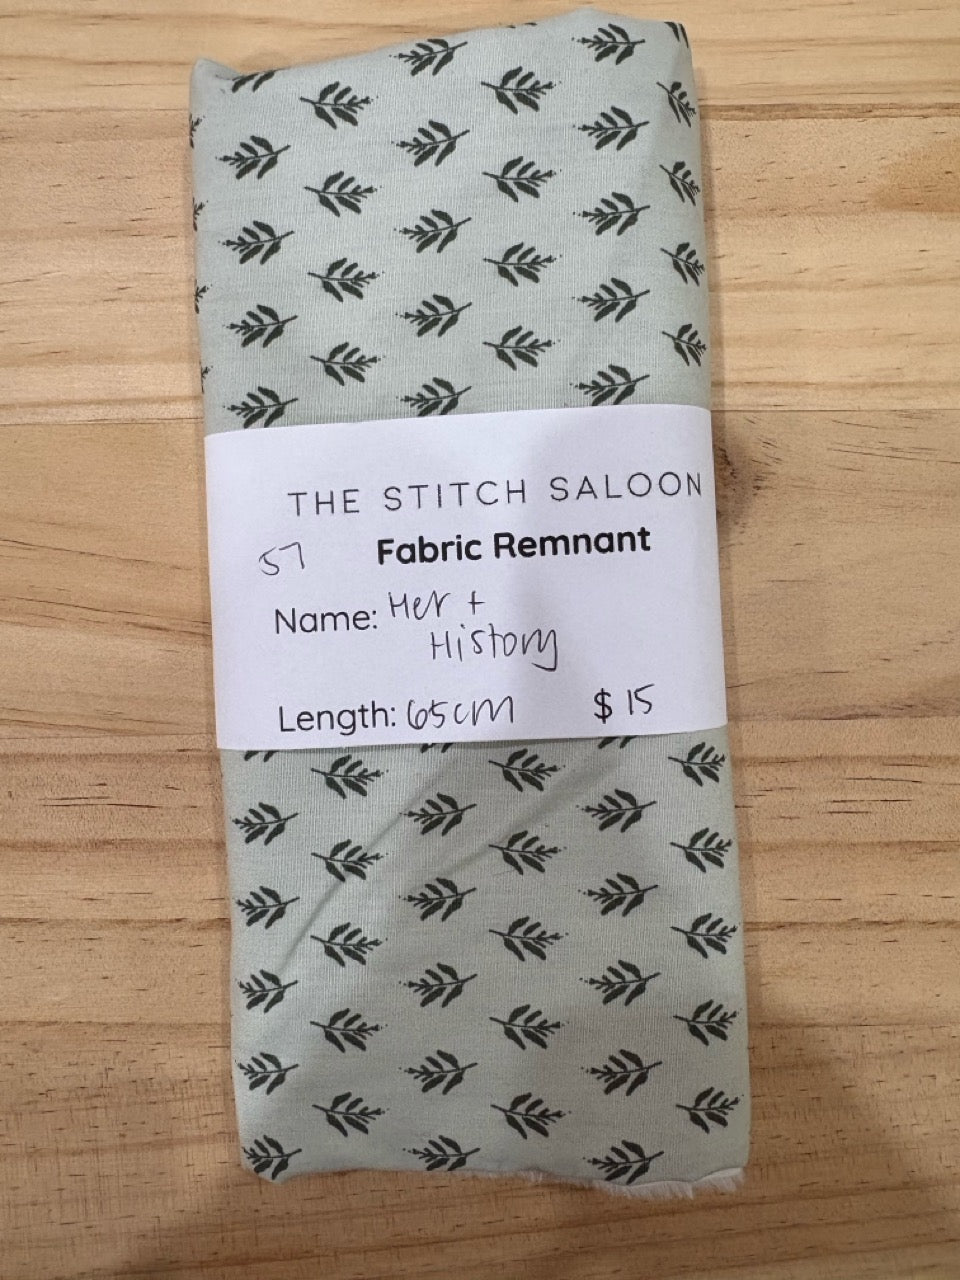 THE STITCH SALOON
57 Fabric Remnant
Name: Her +
History
Length: 65cm $ 15